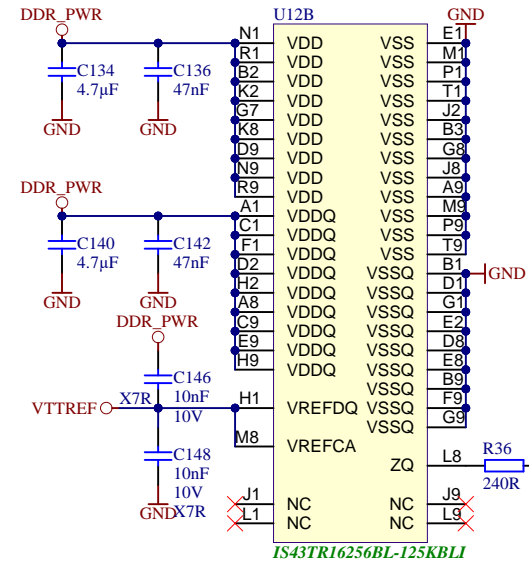 DDR_PWR
U12B
GND
N1 VDD VSS E1
R1 VDD VSS M1
C134 C136 B2 VDD VSS P1
4.7µF 47nF K2 VDD VSS T1
G7 VDD VSS J2
GND GND K8 VDD VSS B3
D9 VDD VSS G8
N9 VDD VSS J8
DDR_PWR R9 VDD VSS A9
A1 VDDQ VSS M9
C1 VDDQ VSS P9
C140 C142 F1 VDDQ VSS T9
4.7µF 47nF D2 VDDQ VSSQ B1 GND
H2 VDDQ VSSQ D1
GND GND A8 VDDQ VSSQ G1
DDR_PWR C9 VDDQ VSSQ E2
E9 VDDQ VSSQ D8
H9 VDDQ VSSQ E8
C146 VSSQ B9
VTTREF X7R 10nF H1 VREFDQ VSSQ F9
10V VSSQ G9
M8 VREFCA
C148 ZQ L8 R36
10nF 240R
10V J1 NC NC J9
GND X7R L1 NC NC L9
IS43TR16256BL-125KBLI